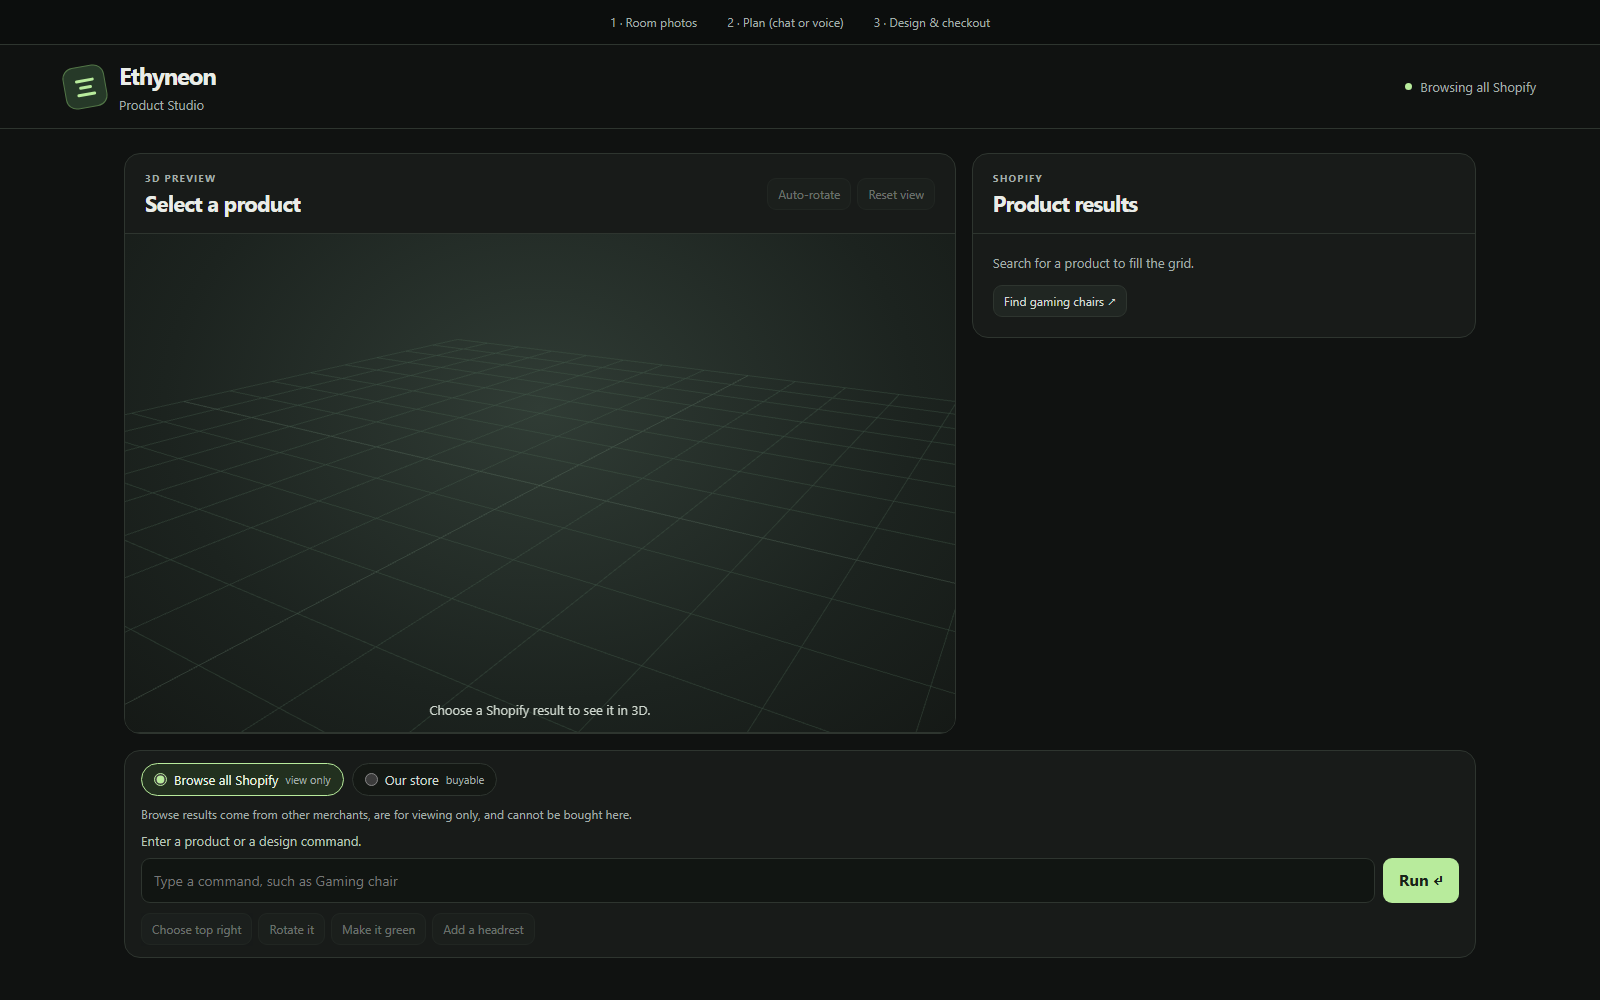 1 · Room photos
2 · Plan (chat or voice)
3 · Design & checkout
Ethyneon
Product Studio
Browsing all Shopify
3D PREVIEW
Select a product
Auto-rotate
Reset view
Choose a Shopify result to see it in 3D.
SHOPIFY
Product results
Search for a product to fill the grid.
Find gaming chairs ↗
Browse all Shopify view only
Our store buyable
Browse results come from other merchants, are for viewing only, and cannot be bought here.
Enter a product or a design command.
Type a command, such as Gaming chair
Run ↵
Choose top right
Rotate it
Make it green
Add a headrest